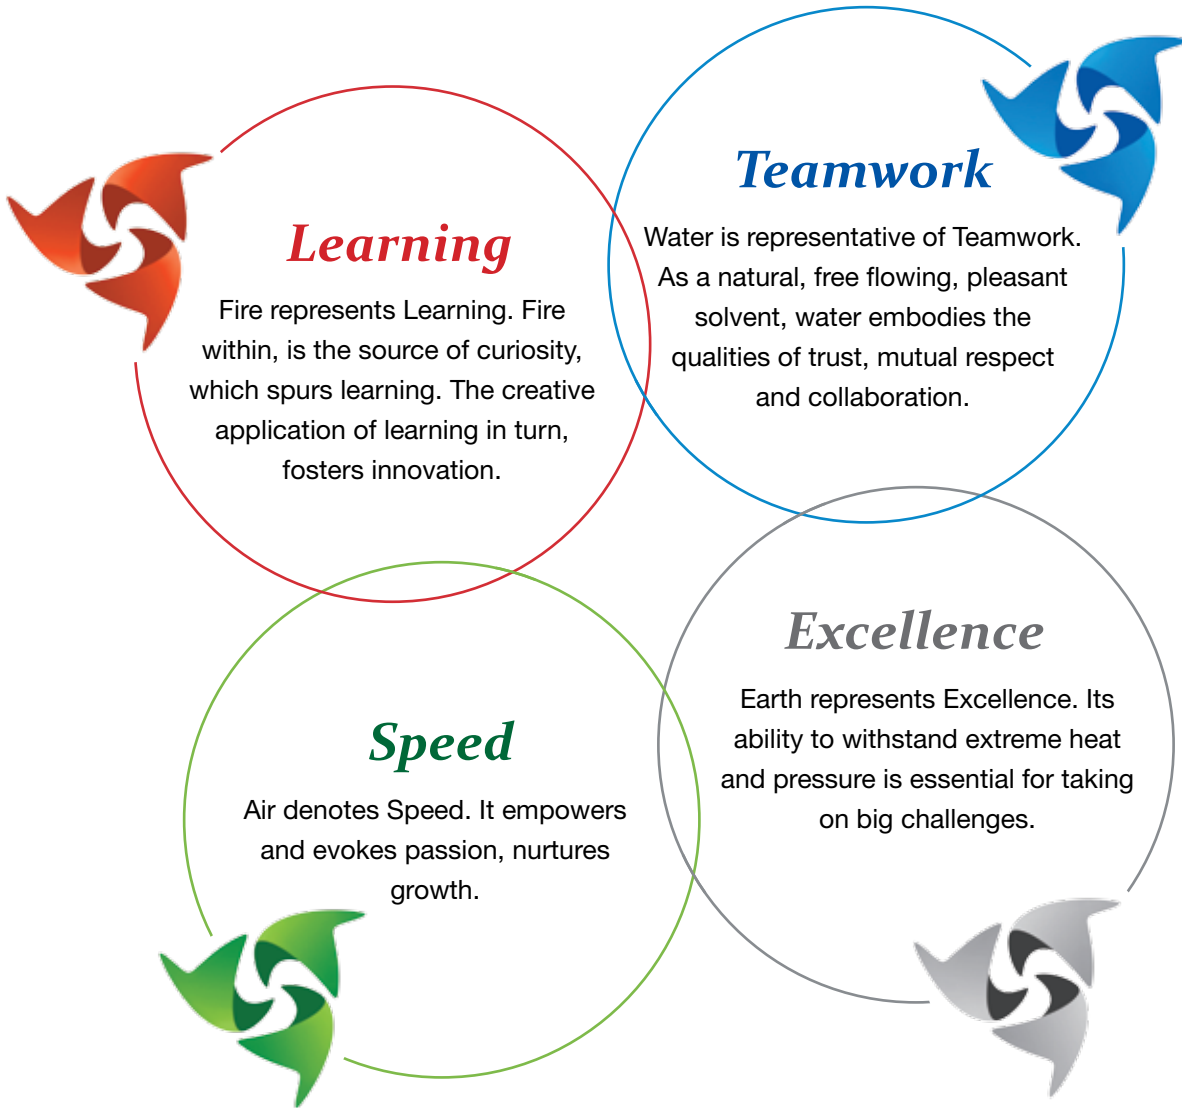 Learning
Fire represents Learning. Fire
within, is the source of curiosity,
which spurs learning. The creative
application of learning in turn,
fosters innovation.
Teamwork
Water is representative of Teamwork.
As a natural, free flowing, pleasant
solvent, water embodies the
qualities of trust, mutual respect
and collaboration.
Speed
Air denotes Speed. It empowers
and evokes passion, nurtures
growth.
Excellence
Earth represents Excellence. Its
ability to withstand extreme heat
and pressure is essential for taking
on big challenges.